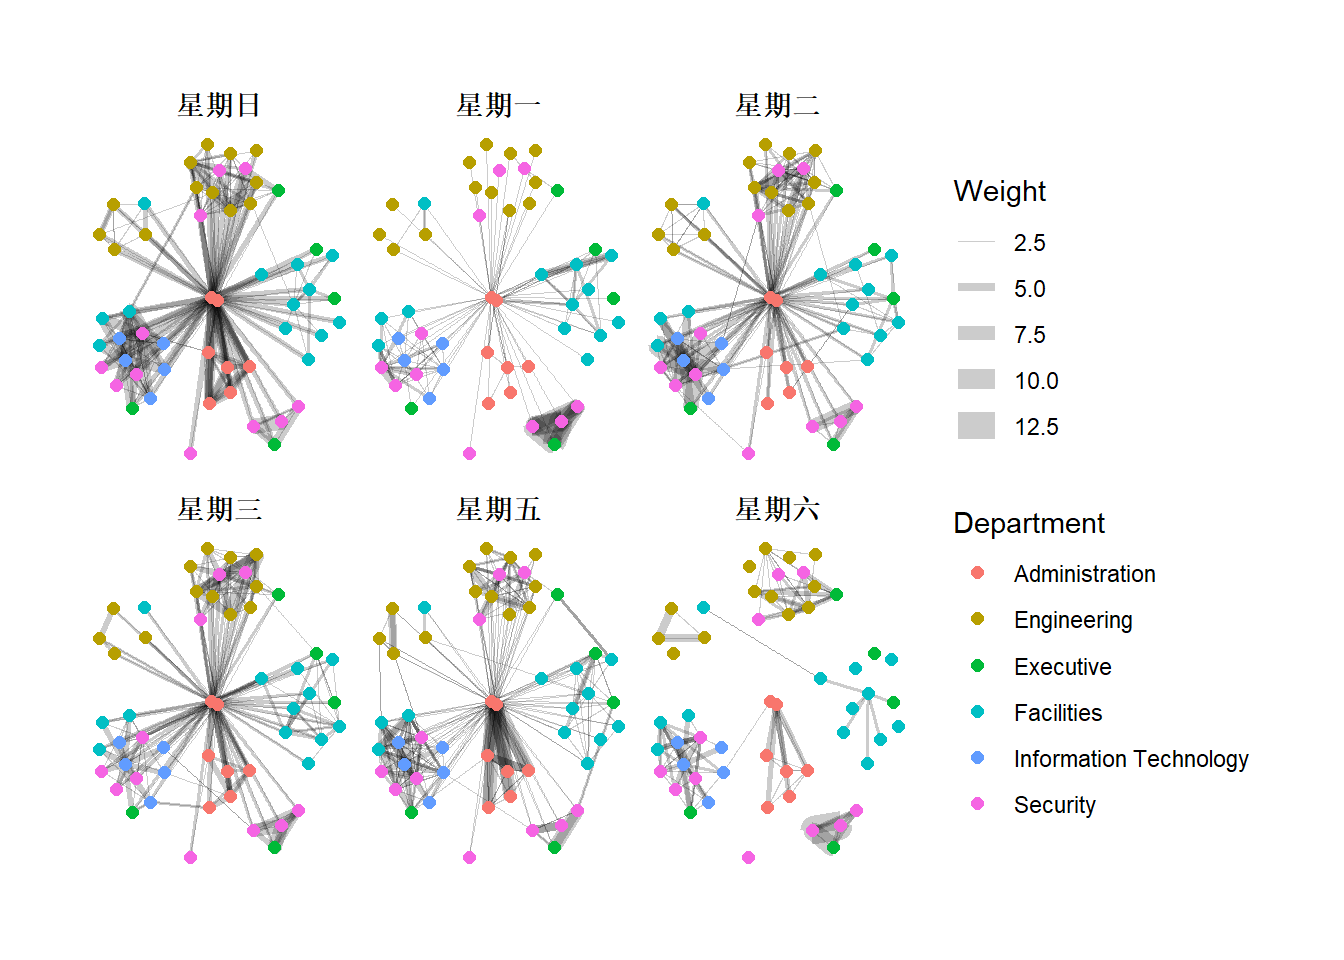 星期日
星期一
星期二
星期三
星期五
星期六
Weight
2.5
5.0
7.5
10.0
12.5
Department
Administration
Engineering
Executive
Facilities
Information Technology
Security